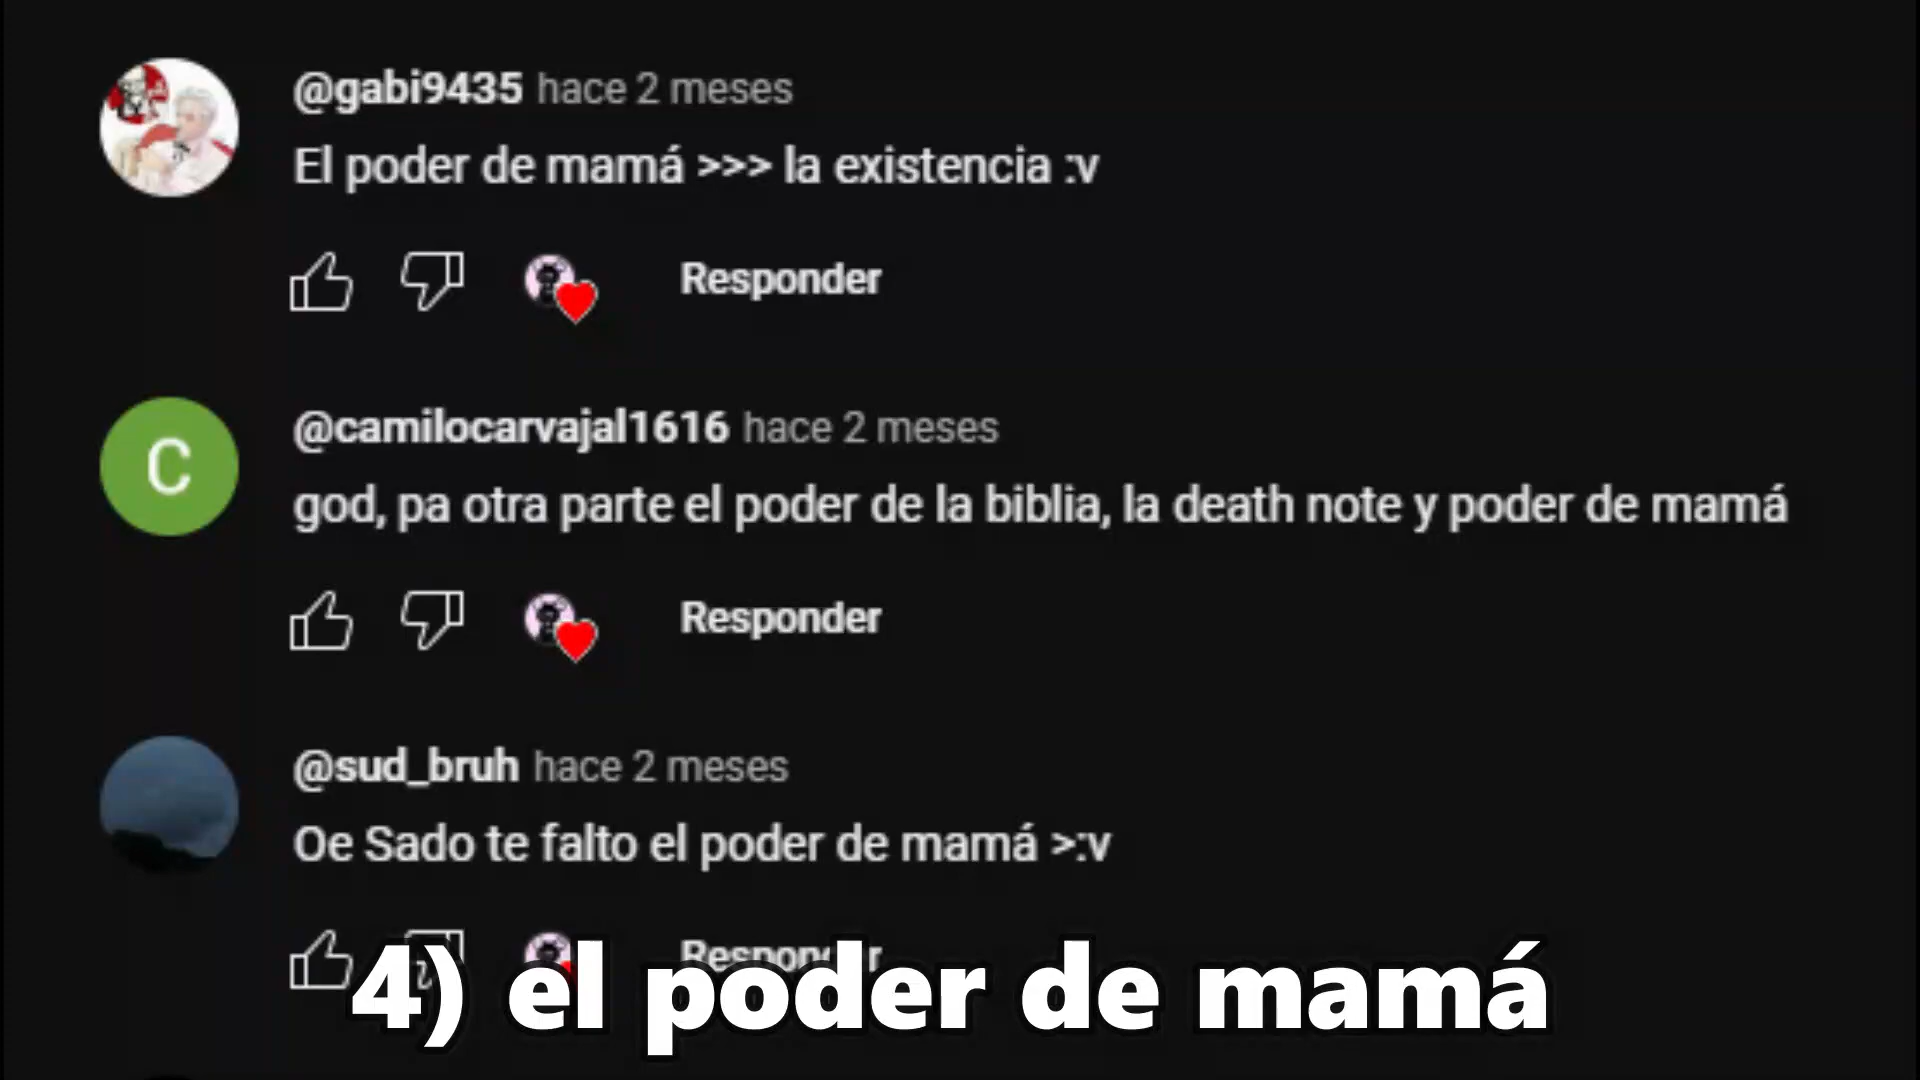 @gabi9435 hace 2 meses
El poder de mamá >>> la existencia :v
Responder
C
@camilocarvajal1616 hace 2 meses
god, pa otra parte el poder de la biblia, la death note y poder de mamá
Responder
@sud_bruh hace 2 meses
Oe Sado te falto el poder de mamá >:v
Responder
4) el poder de mamá